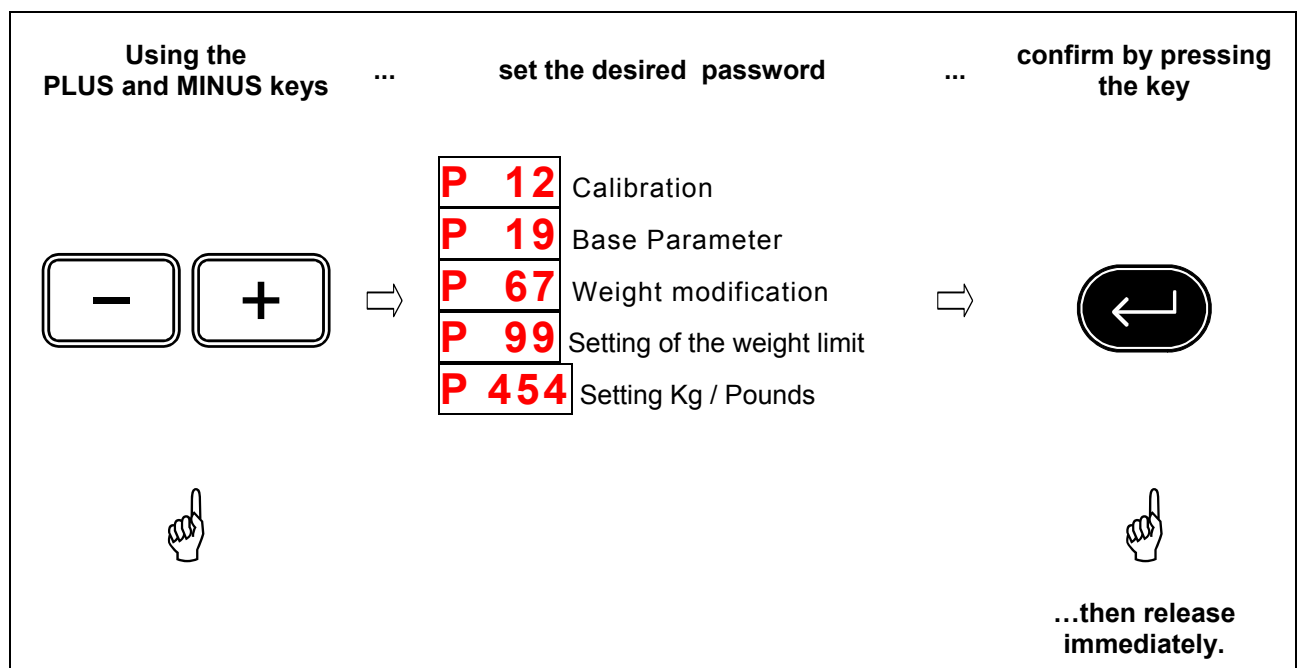 Using the
PLUS and MINUS keys
...
set the desired password
...
confirm by pressing
the key
P 12 Calibration
P 19 Base Parameter
P 67 Weight modification
P 99 Setting of the weight limit
P 454 Setting Kg / Pounds
− +
…then release
immediately.